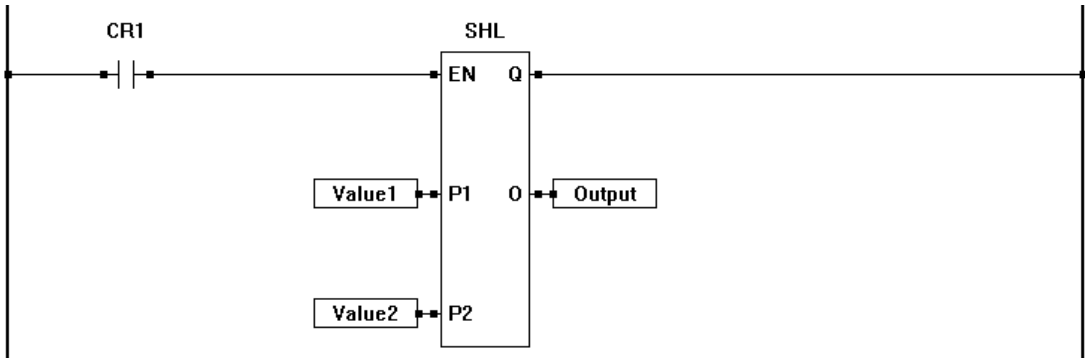 CR1
SHL
EN Q
Value1 P1 O Output
Value2 P2